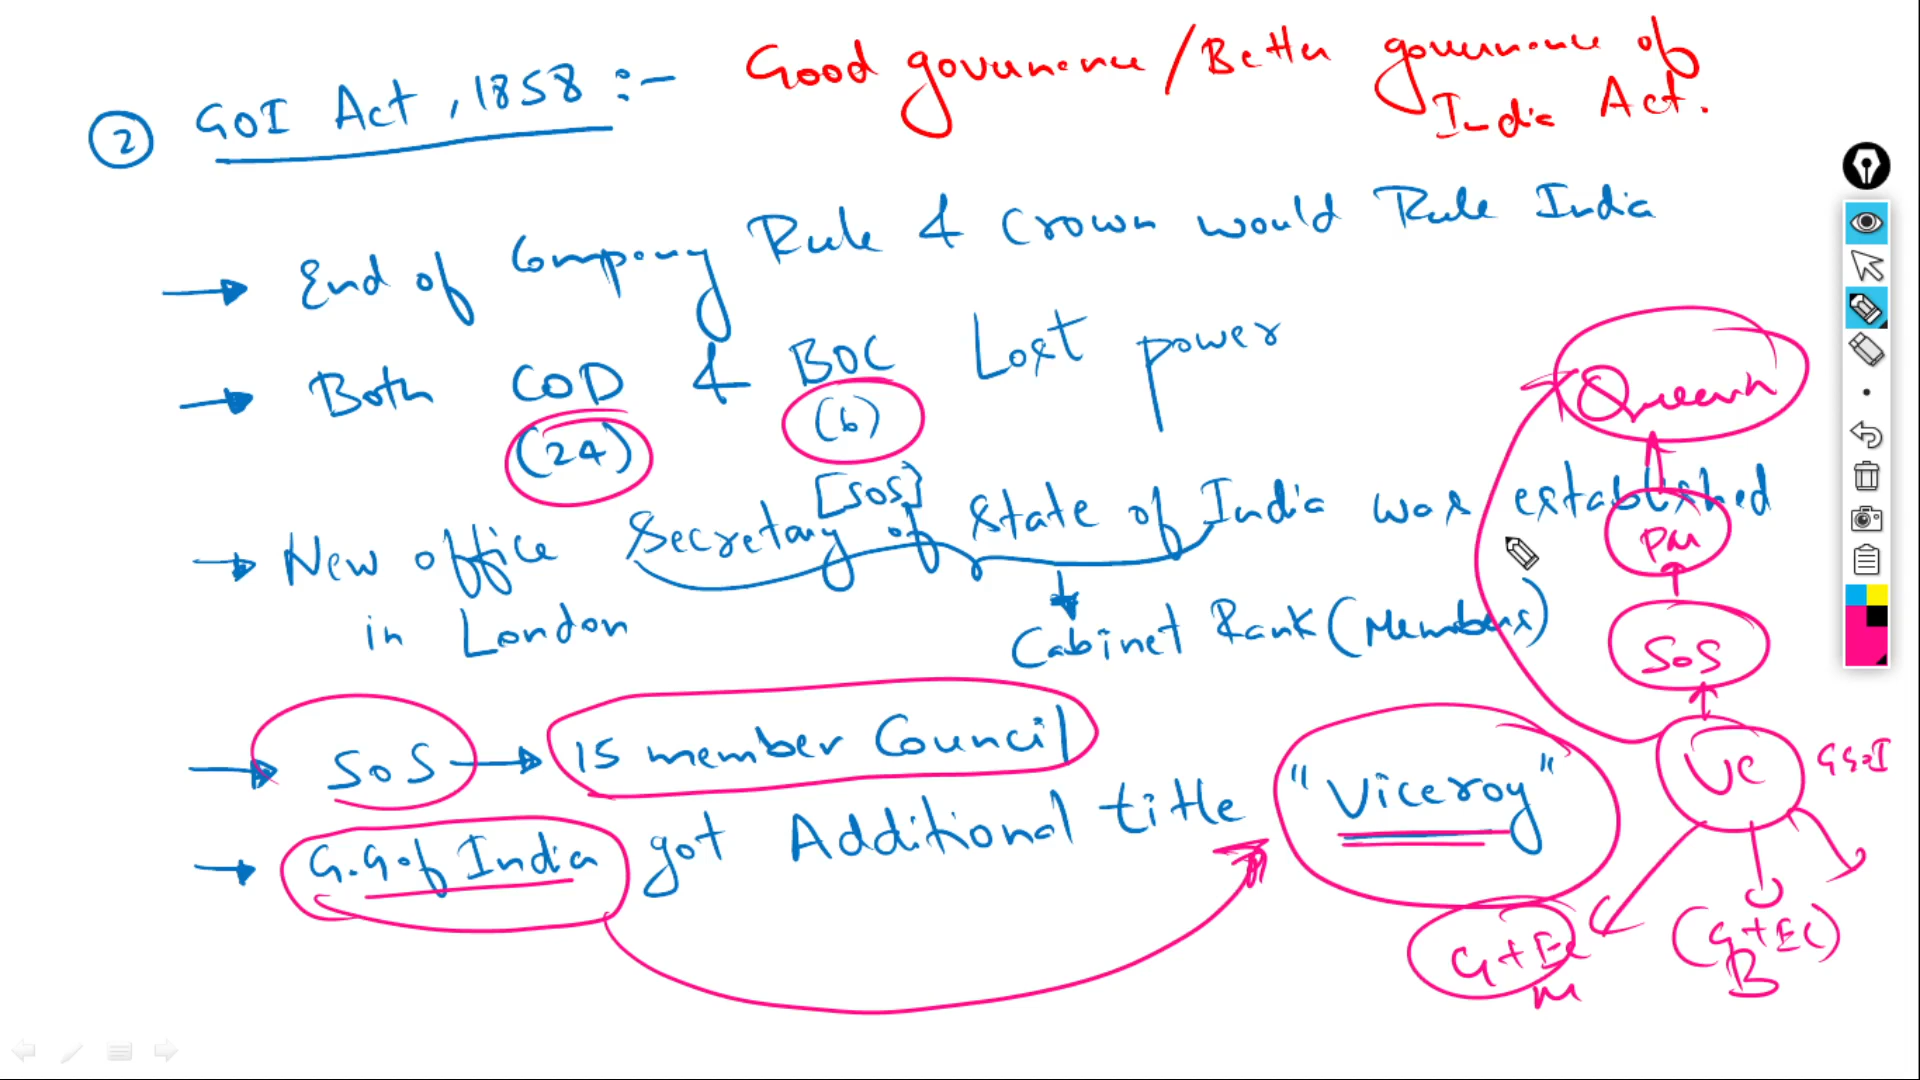 ② GOI Act, 1858 :- Good governance / Better governance of
India Act.
→ End of Company Rule & Crown would Rule India
→ Both COD & BOC Lost power
(24) (6)
[SOS]
→ New office Secretary of State of India was established
in London
Cabinet Rank (Members)
→ SOS → 15 member Council
→ G.G of India got Additional title "Viceroy"
Queen
PM
SOS
VC GGOI
G+EC
M
(G+EC)
B